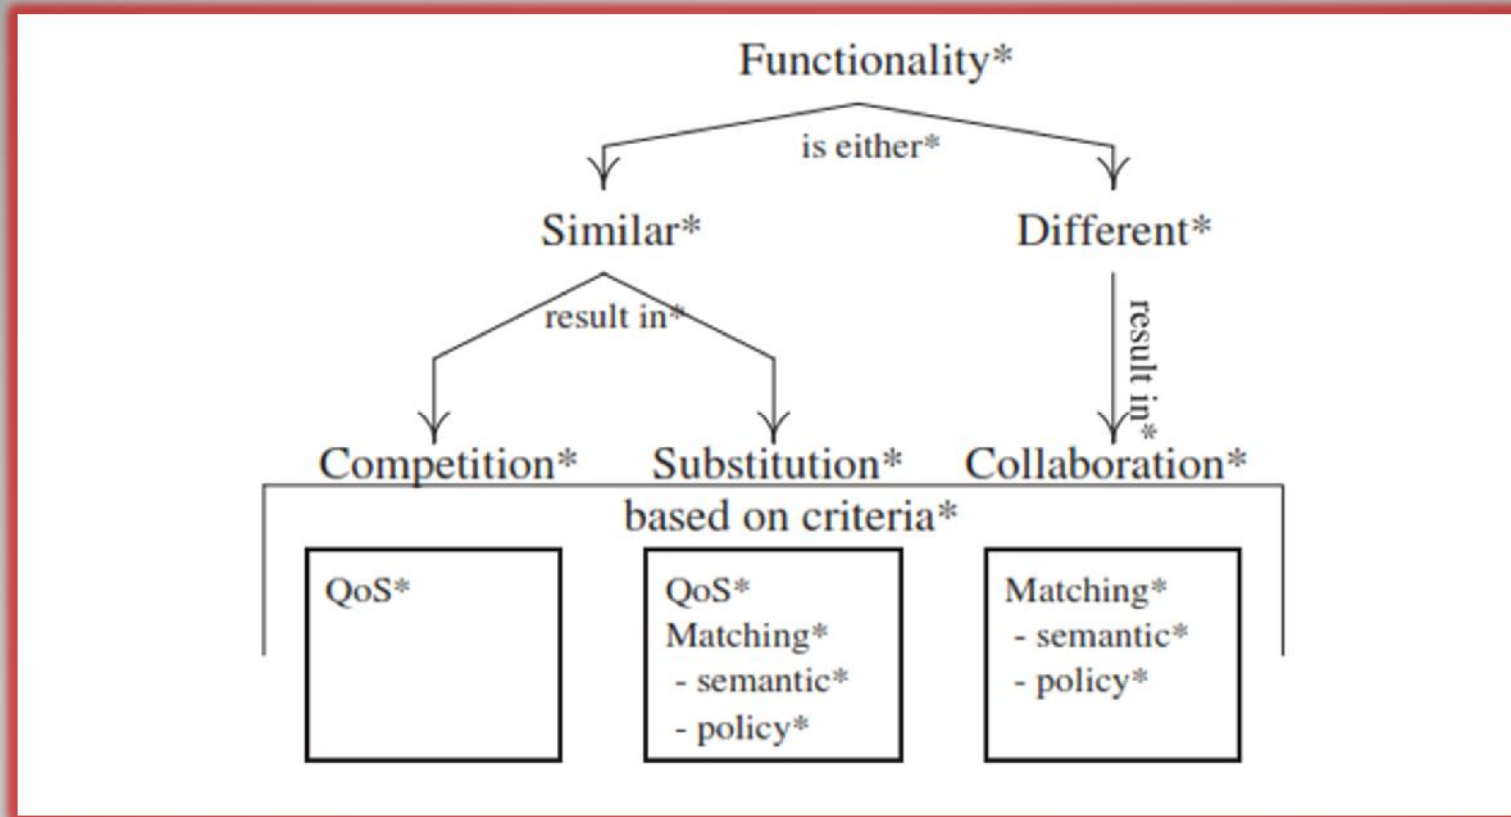 Functionality*
is either*
Similar*
Different*
result in*
result in*
Competition*
Substitution*
Collaboration*
based on criteria*
QoS*
QoS*
Matching*
- semantic*
- policy*
Matching*
- semantic*
- policy*